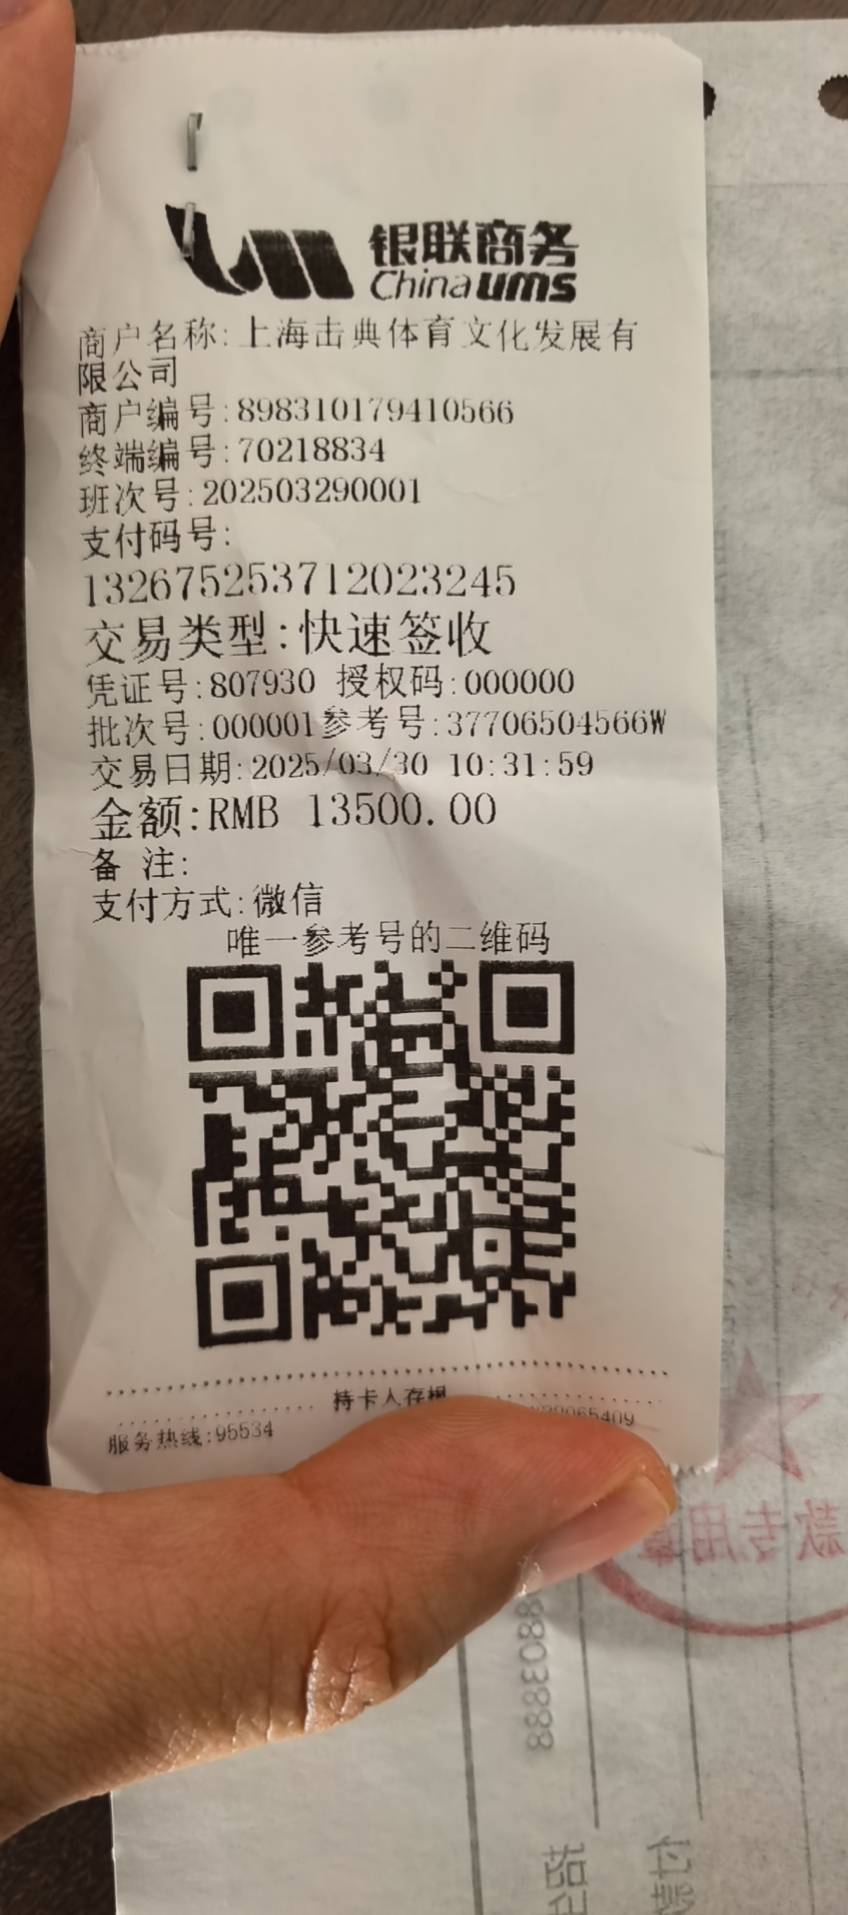 银联商务
China ums
商户名称:上海击典体育文化发展有
限公司
商户编号:898310179410566
终端编号:70218834
班次号:202503290001
支付码号:
132675253712023245
交易类型:快速签收
凭证号:807930 授权码:000000
批次号:000001参考号:37706504566W
交易日期:2025/03/30 10:31:59
金额:RMB 13500.00
备 注:
支付方式:微信
唯一参考号的二维码
持卡人存根
服务热线:95534
款专用章